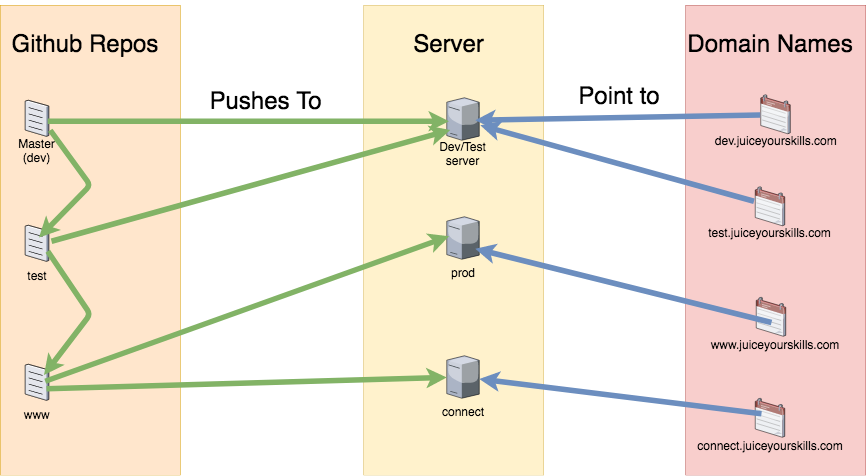 Github Repos
Server
Domain Names
Pushes To
Point to
Master
(dev)
Dev/Test
server
dev.juiceyourskills.com
test.juiceyourskills.com
test
prod
www.juiceyourskills.com
www
connect
connect.juiceyourskills.com